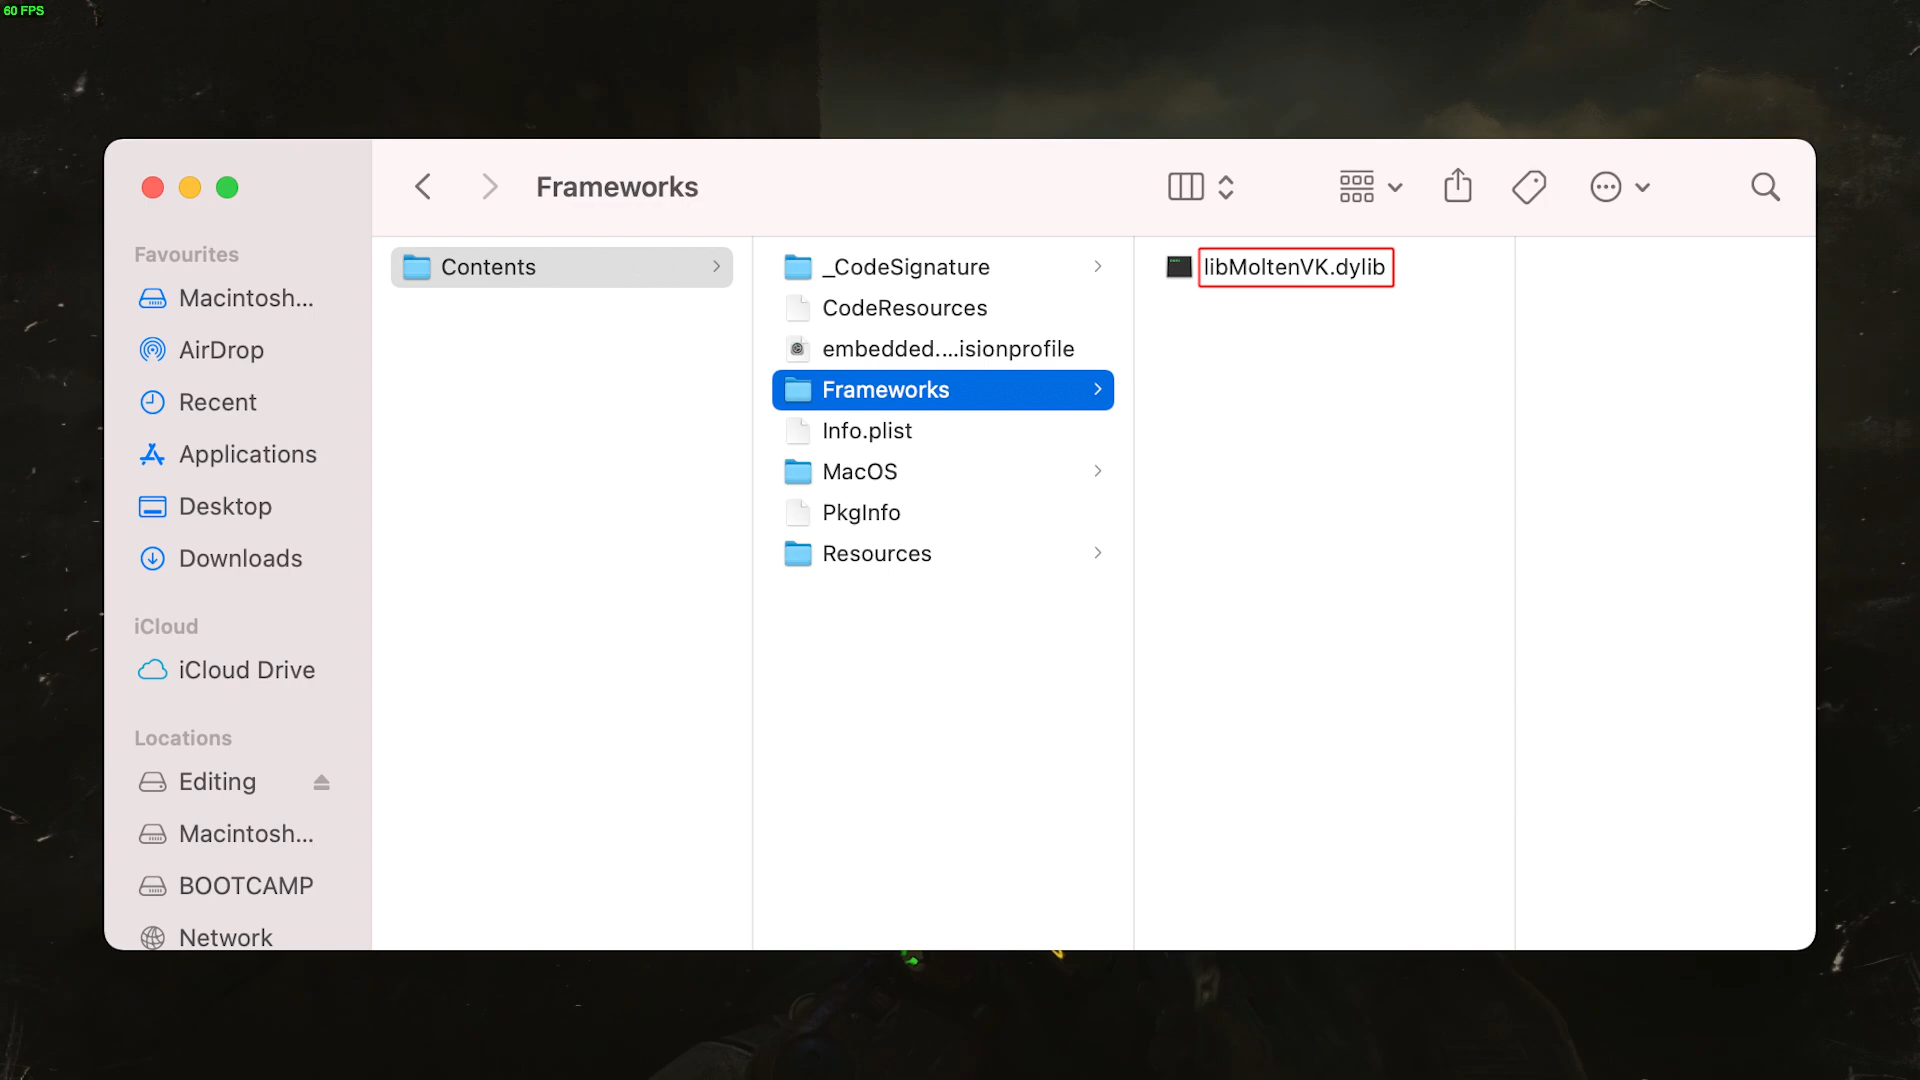 60 FPS
Frameworks
Favourites
Macintosh...
AirDrop
Recent
Applications
Desktop
Downloads
iCloud
iCloud Drive
Locations
Editing
Macintosh...
BOOTCAMP
Network
Contents
_CodeSignature
CodeResources
embedded....isionprofile
Frameworks
Info.plist
MacOS
PkgInfo
Resources
libMoltenVK.dylib